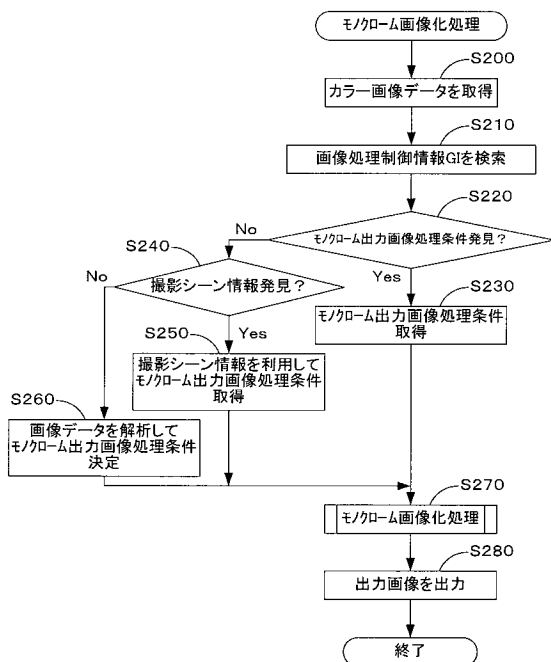 モノクローム画像化処理
S200
カラー画像データを取得
S210
画像処理制御情報GIを検索
S220
モノクローム出力画像処理条件発見？
No
Yes
S240
撮影シーン情報発見？
No
Yes
S230
モノクローム出力画像処理条件
取得
S250
撮影シーン情報を利用して
モノクローム出力画像処理条件
取得
S260
画像データを解析して
モノクローム出力画像処理条件
決定
S270
モノクローム画像化処理
S280
出力画像を出力
終了